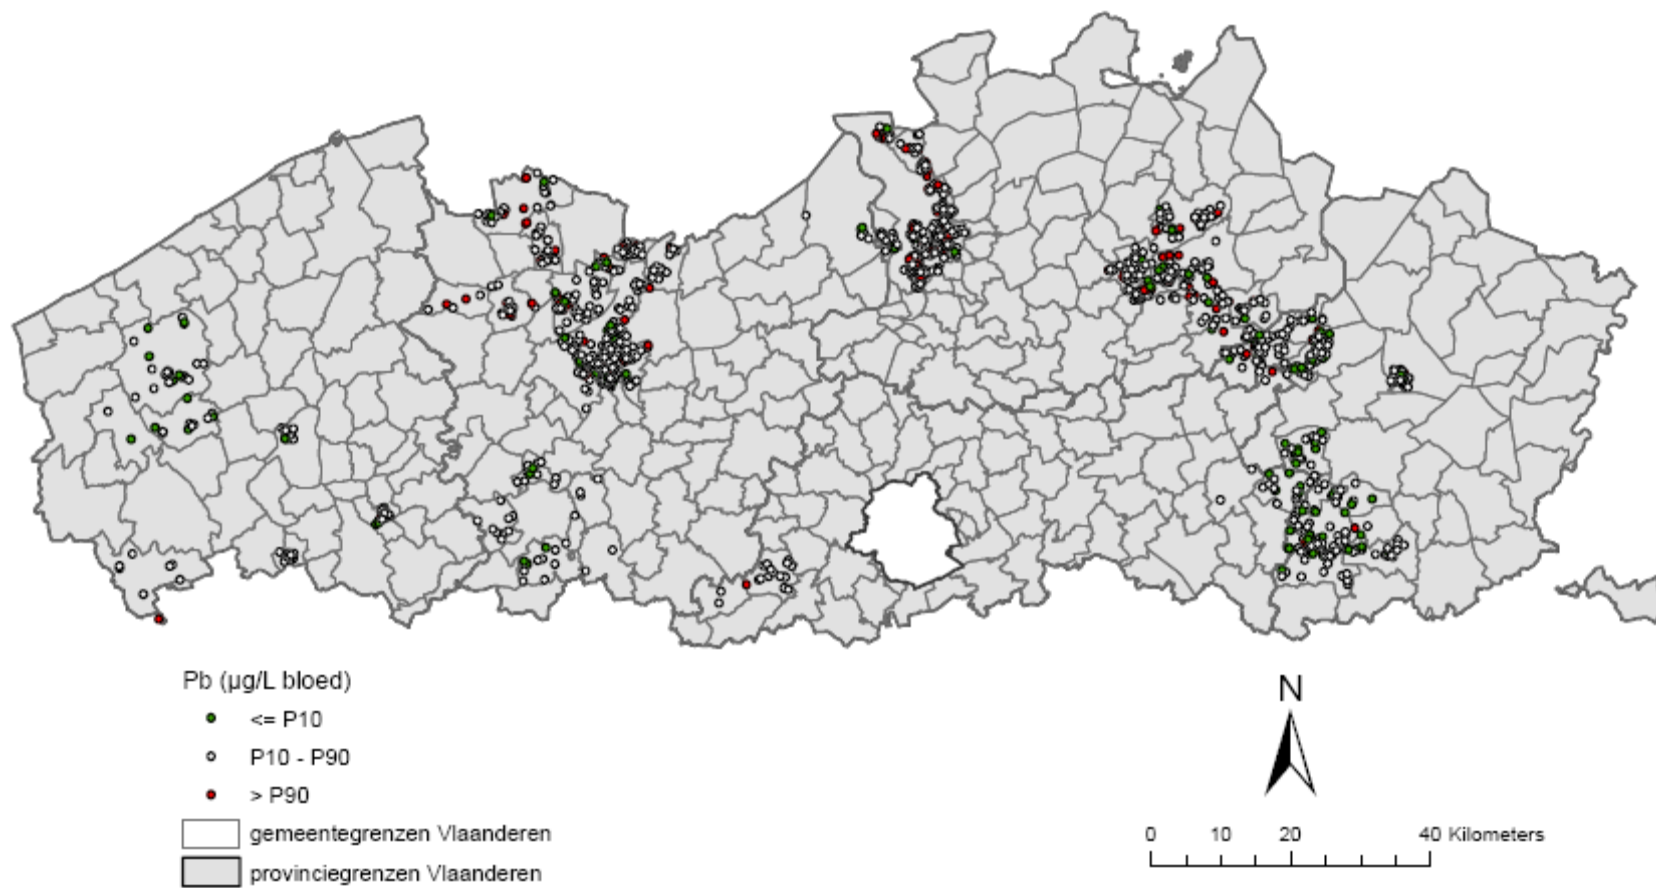 Pb (µg/L bloed)
<= P10
P10 - P90
> P90
gemeentegrenzen Vlaanderen
provinciegrenzen Vlaanderen
N
0 10 20 40 Kilometers